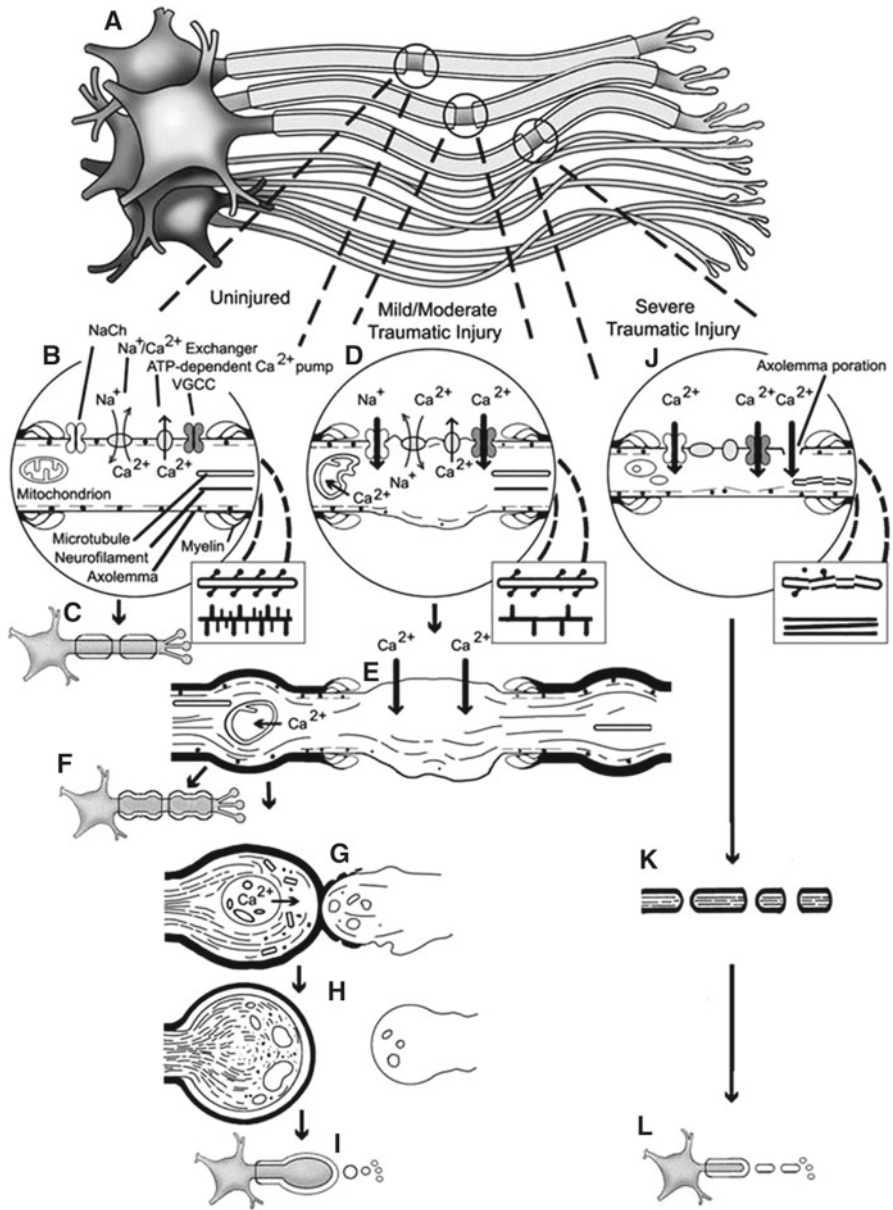 A
Uninjured
Mild/Moderate
Traumatic Injury
Severe
Traumatic Injury
B
NaCh
Na+/Ca2+ Exchanger
ATP-dependent Ca2+ pump
VGCC
Na+
Ca2+
Ca2+
Mitochondrion
Microtubule
Neurofilament
Axolemma
Myelin
D
Na+
Ca2+
Ca2+
Ca2+
Na+
Ca2+
J
Axolemma poration
Ca2+
Ca2+
Ca2+
C
Ca2+
Ca2+
E
Ca2+
F
G
Ca2+
K
H
I
L